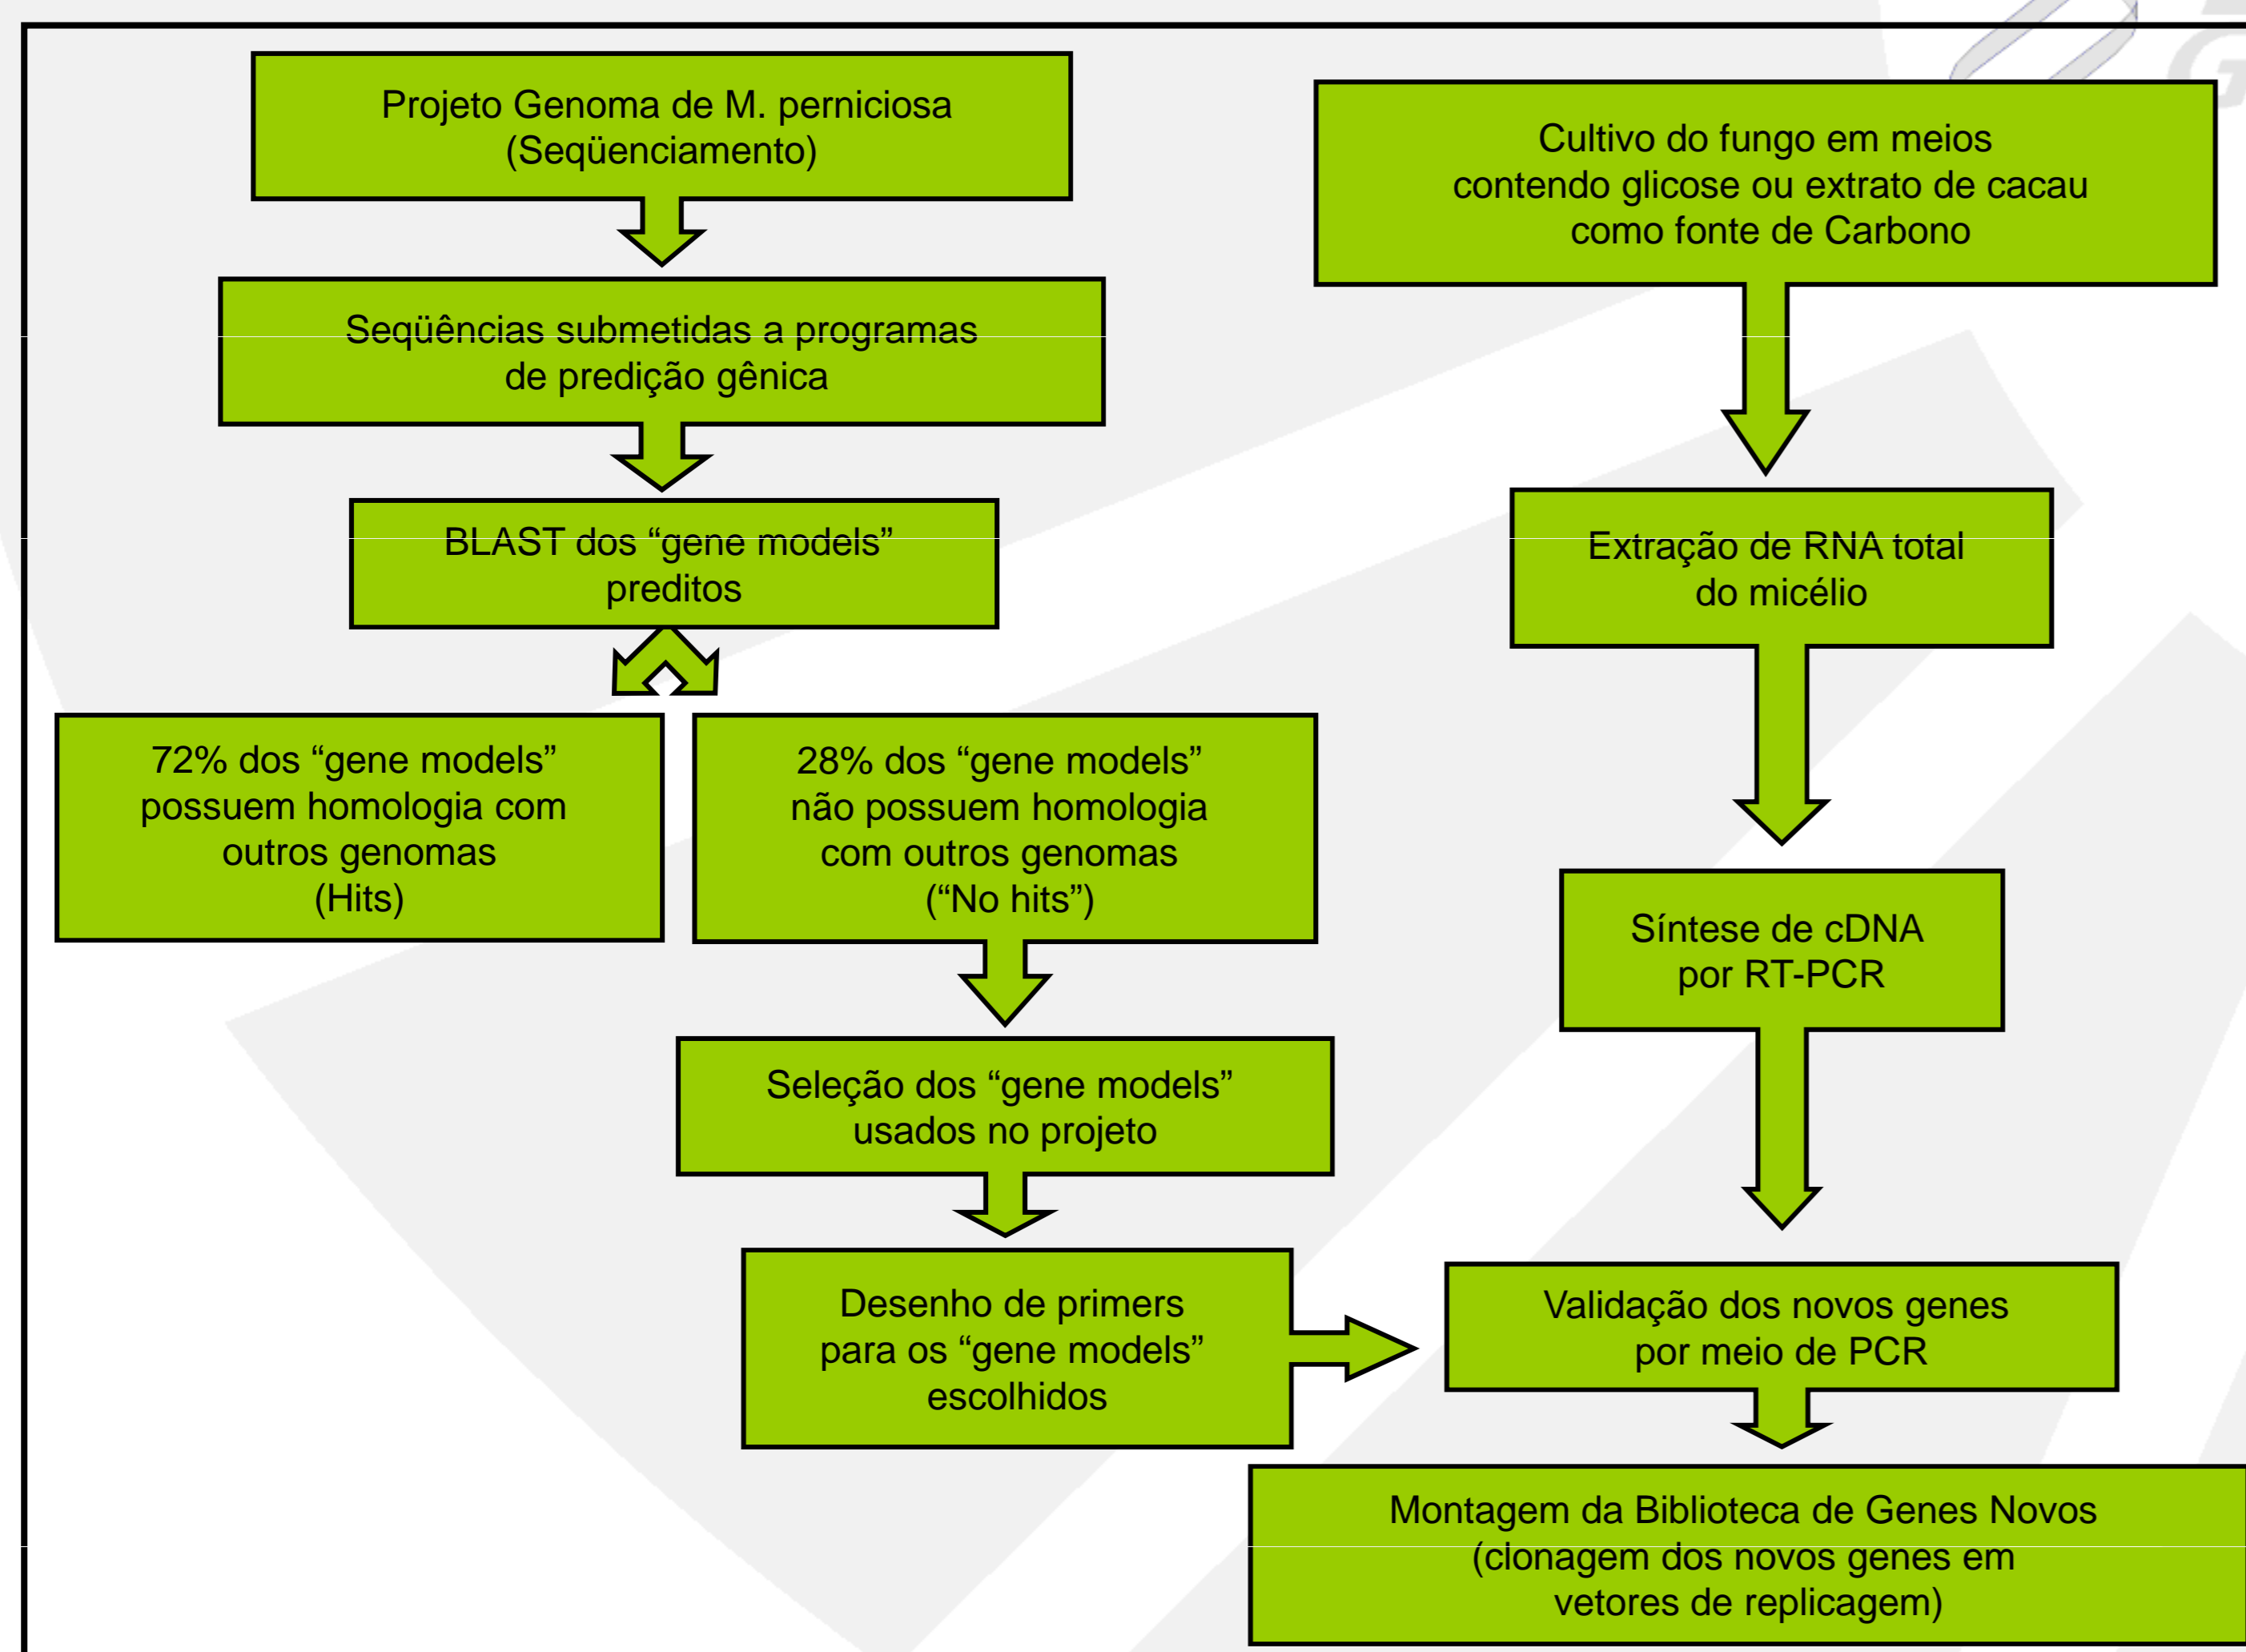 Projeto Genoma de M. perniciosa
(Seqüenciamento)
Seqüências submetidas a programas
de predição gênica
BLAST dos “gene models”
preditos
72% dos “gene models”
possuem homologia com
outros genomas
(Hits)
28% dos “gene models”
não possuem homologia
com outros genomas
(“No hits”)
Seleção dos “gene models”
usados no projeto
Desenho de primers
para os “gene models”
escolhidos
Cultivo do fungo em meios
contendo glicose ou extrato de cacau
como fonte de Carbono
Extração de RNA total
do micélio
Síntese de cDNA
por RT-PCR
Validação dos novos genes
por meio de PCR
Montagem da Biblioteca de Genes Novos
(clonagem dos novos genes em
vetores de replicagem)